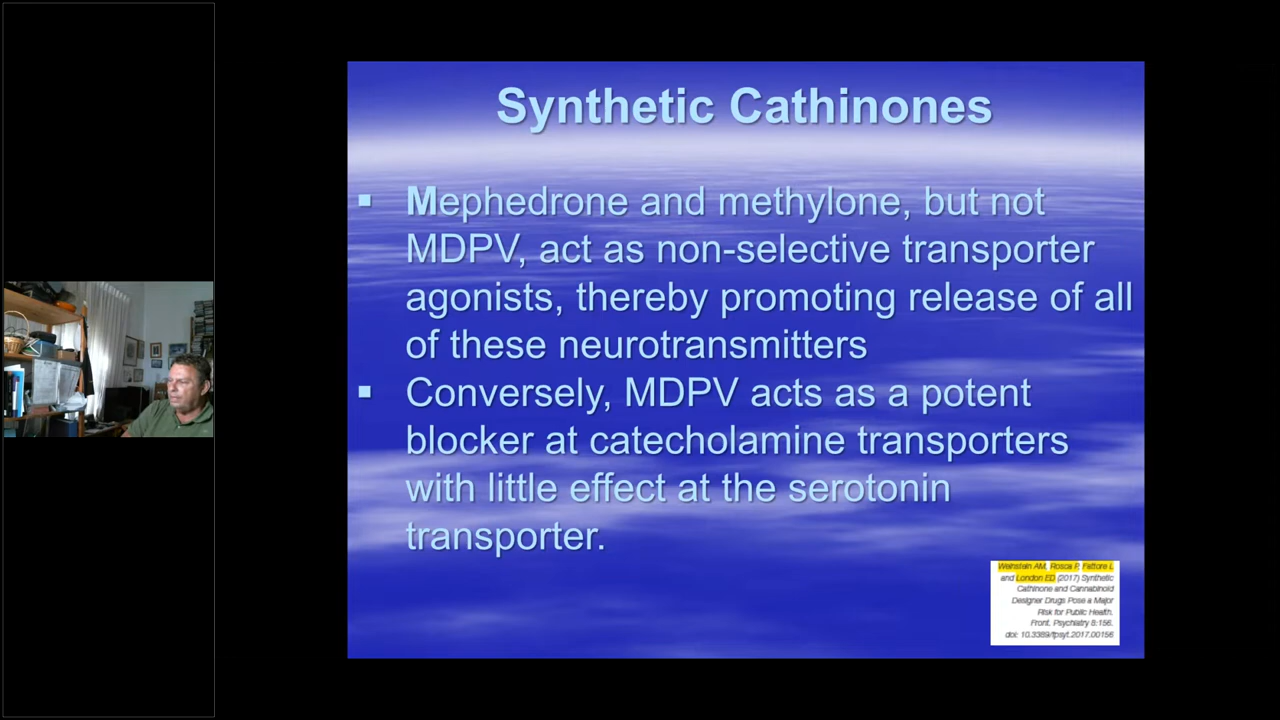 Synthetic Cathinones
▪ Mephedrone and methylone, but not
MDPV, act as non-selective transporter
agonists, thereby promoting release of all
of these neurotransmitters
▪ Conversely, MDPV acts as a potent
blocker at catecholamine transporters
with little effect at the serotonin
transporter.
Weinstein AM, Rosca P, Fattore L
and London ED (2017) Synthetic
Cathinone and Cannabinoid
Designer Drugs Pose a Major
Risk for Public Health.
Front. Psychiatry 8:156.
doi: 10.3389/fpsyt.2017.00156